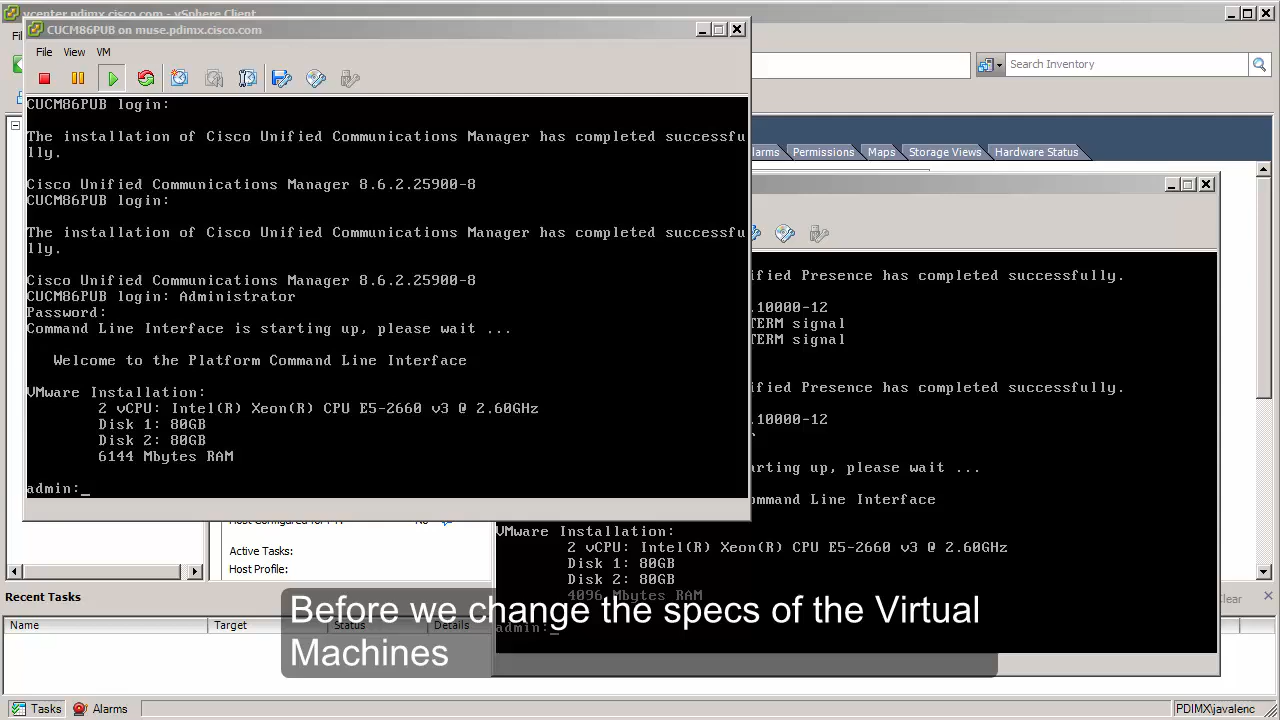 vcenter.pdimx.cisco.com - vSphere Client
CUCM86PUB on muse.pdimx.cisco.com
File View VM
Search Inventory
CUCM86PUB login:
The installation of Cisco Unified Communications Manager has completed successfu
lly.
Cisco Unified Communications Manager 8.6.2.25900-8
CUCM86PUB login:
The installation of Cisco Unified Communications Manager has completed successfu
lly.
Cisco Unified Communications Manager 8.6.2.25900-8
CUCM86PUB login: Administrator
Password:
Command Line Interface is starting up, please wait ...
Welcome to the Platform Command Line Interface
VMware Installation:
2 vCPU: Intel(R) Xeon(R) CPU E5-2660 v3 @ 2.60GHz
Disk 1: 80GB
Disk 2: 80GB
6144 Mbytes RAM
admin:_
larms Permissions Maps Storage Views Hardware Status
ified Presence has completed successfully.
.10000-12
TERM signal
TERM signal
ified Presence has completed successfully.
.10000-12
arting up, please wait ...
ommand Line Interface
VMware Installation:
2 vCPU: Intel(R) Xeon(R) CPU E5-2660 v3 @ 2.60GHz
Disk 1: 80GB
Disk 2: 80GB
4096 Mbytes RAM
admin:_
No
Active Tasks:
Host Profile:
Recent Tasks
Clear
Name Target Status Details
Before we change the specs of the Virtual
Machines
Tasks Alarms
PDIMX\javalenc